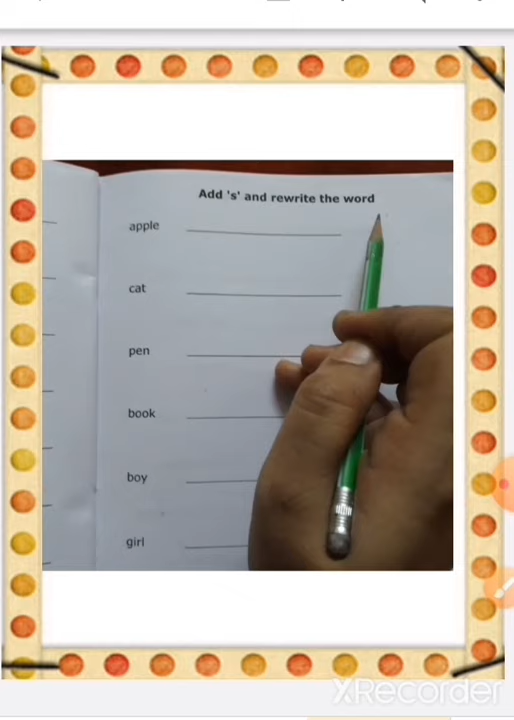 Add 's' and rewrite the word
apple
cat
pen
book
boy
girl
XRecorder